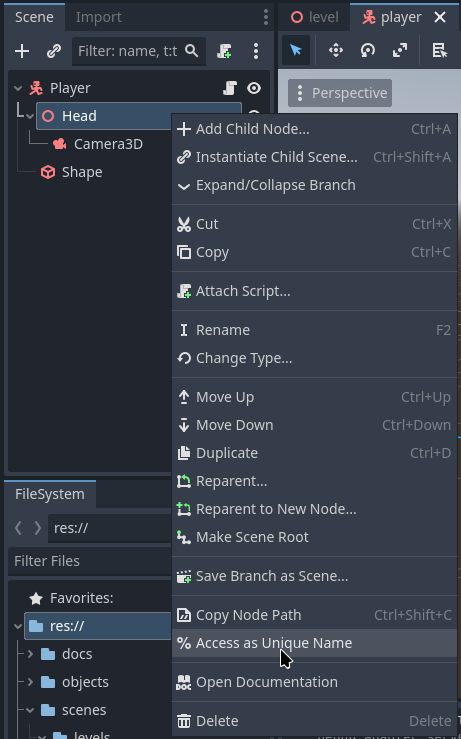 Scene Import
level player
Filter: name, t:t
Perspective
Player
Head
Camera3D
Shape
Add Child Node... Ctrl+A
Instantiate Child Scene... Ctrl+Shift+A
Expand/Collapse Branch
Cut Ctrl+X
Copy Ctrl+C
Attach Script...
Rename F2
Change Type...
Move Up Ctrl+Up
Move Down Ctrl+Down
Duplicate Ctrl+D
Reparent...
Reparent to New Node...
Make Scene Root
Save Branch as Scene...
Copy Node Path Ctrl+Shift+C
% Access as Unique Name
Open Documentation
Delete Delete
FileSystem
res://
Filter Files
Favorites:
res://
docs
objects
scenes
levels